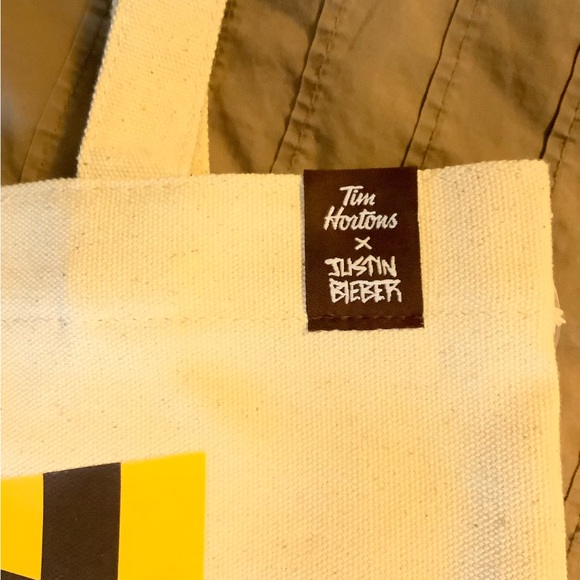 Tim
Hortons
x
JUSTIN
BIEBER